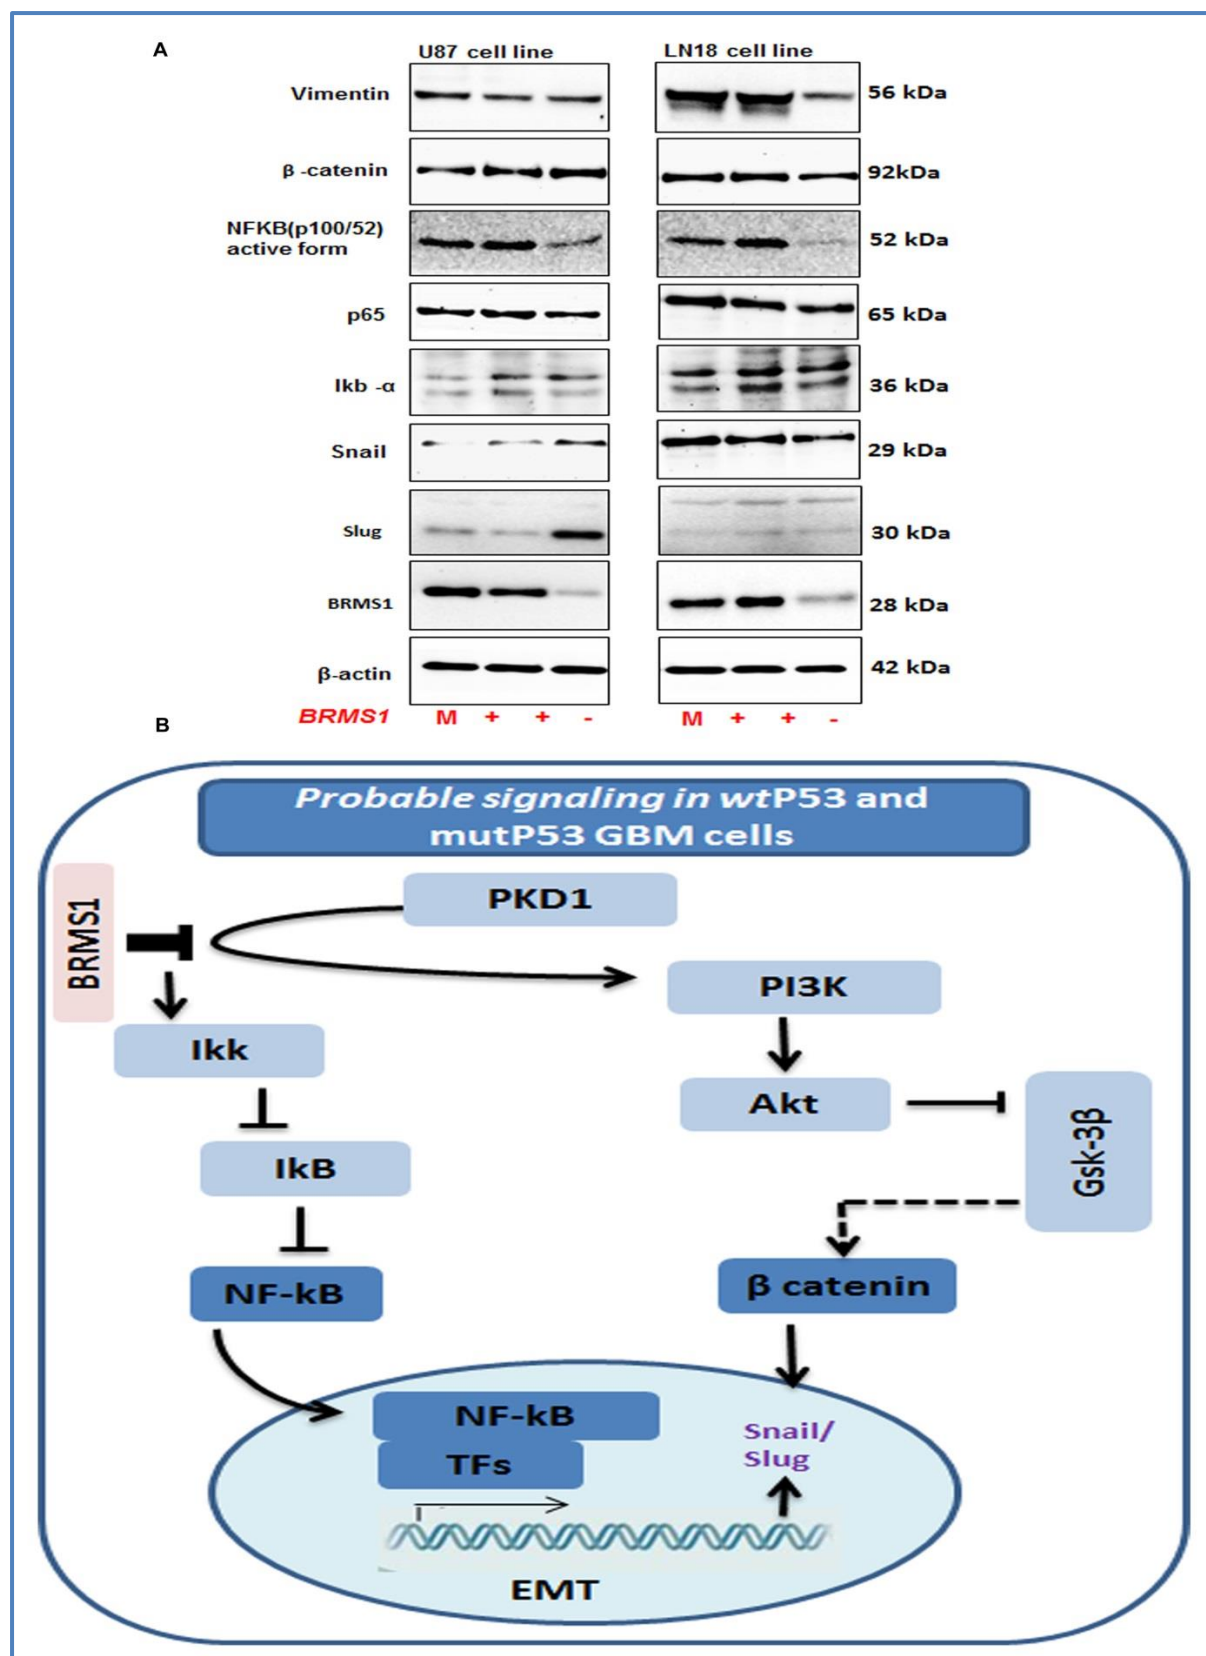 A
U87 cell line
LN18 cell line
Vimentin
56 kDa
β -catenin
92kDa
NFKB(p100/52)
active form
52 kDa
p65
65 kDa
Ikb -α
36 kDa
Snail
29 kDa
Slug
30 kDa
BRMS1
28 kDa
β-actin
42 kDa
BRMS1 M + + - M + + -
B
Probable signaling in wtP53 and
mutP53 GBM cells
BRMS1
PKD1
PI3K
Ikk
Akt
Gsk-3β
IkB
NF-kB
β catenin
NF-kB
TFs
Snail/
Slug
EMT